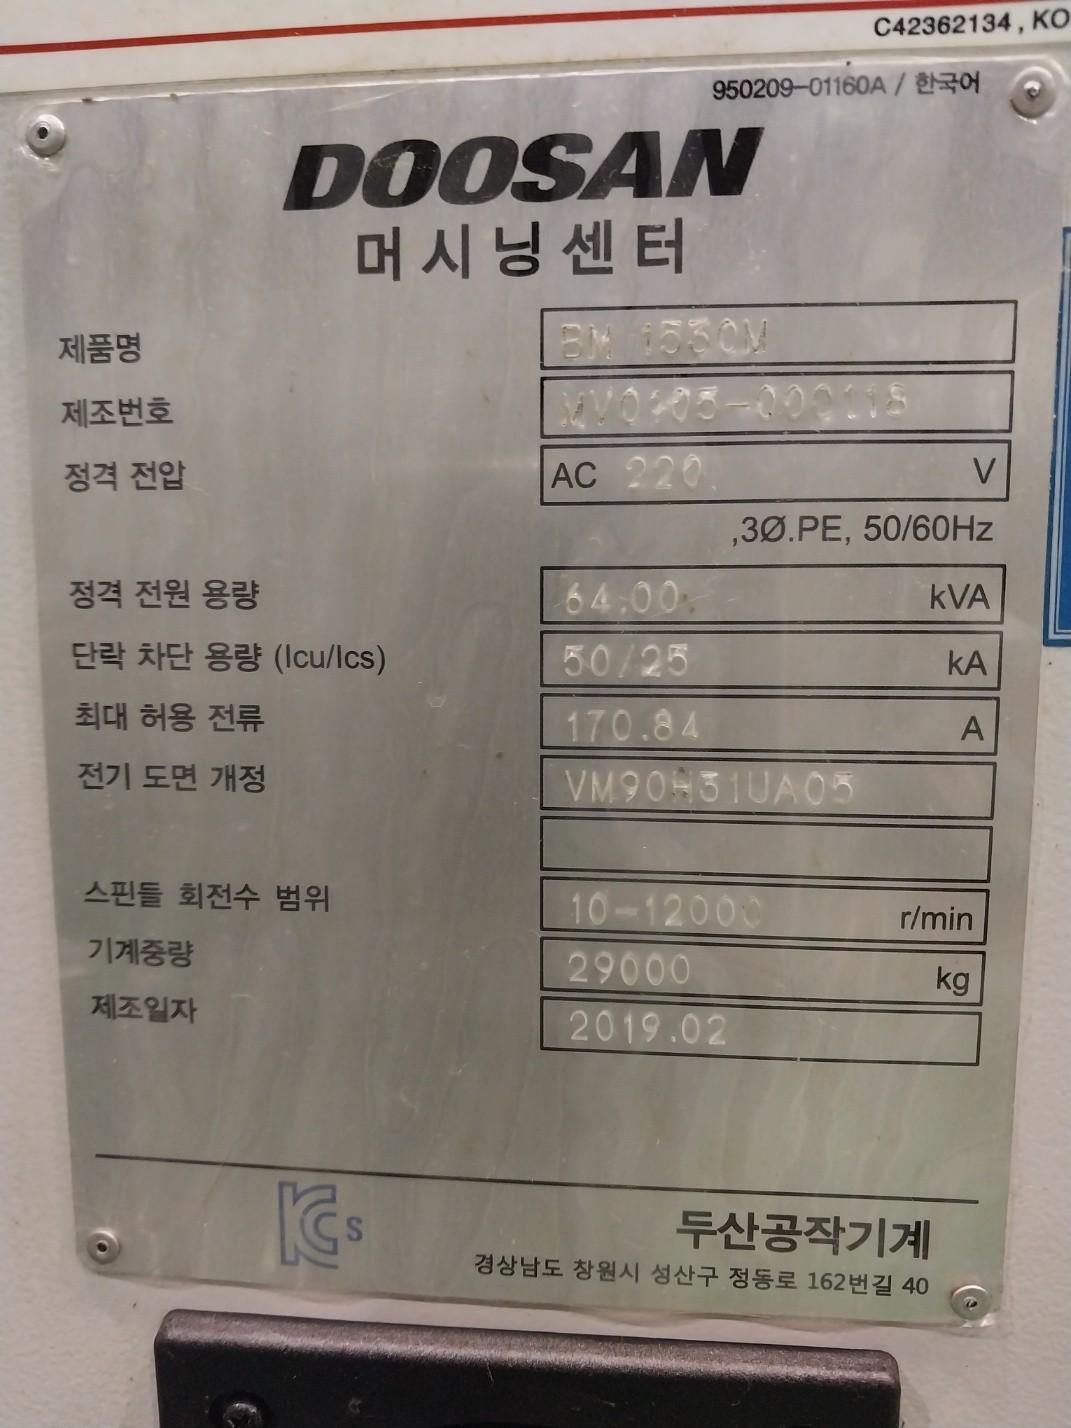 C42362134, KO
950209-01160A / 한국어
DOOSAN
머시닝센터
제품명 BM 1530M
제조번호
정격 전압 AC 220 V
,3Ø.PE, 50/60Hz
정격 전원 용량 64.00 kVA
단락 차단 용량 (Icu/Ics) 50/25 kA
최대 허용 전류 170.84 A
전기 도면 개정 VM90H31UA05
스핀들 회전수 범위 10-12000 r/min
기계중량 29000 kg
제조일자 2019.02
KCs
두산공작기계
경상남도 창원시 성산구 정동로 162번길 40